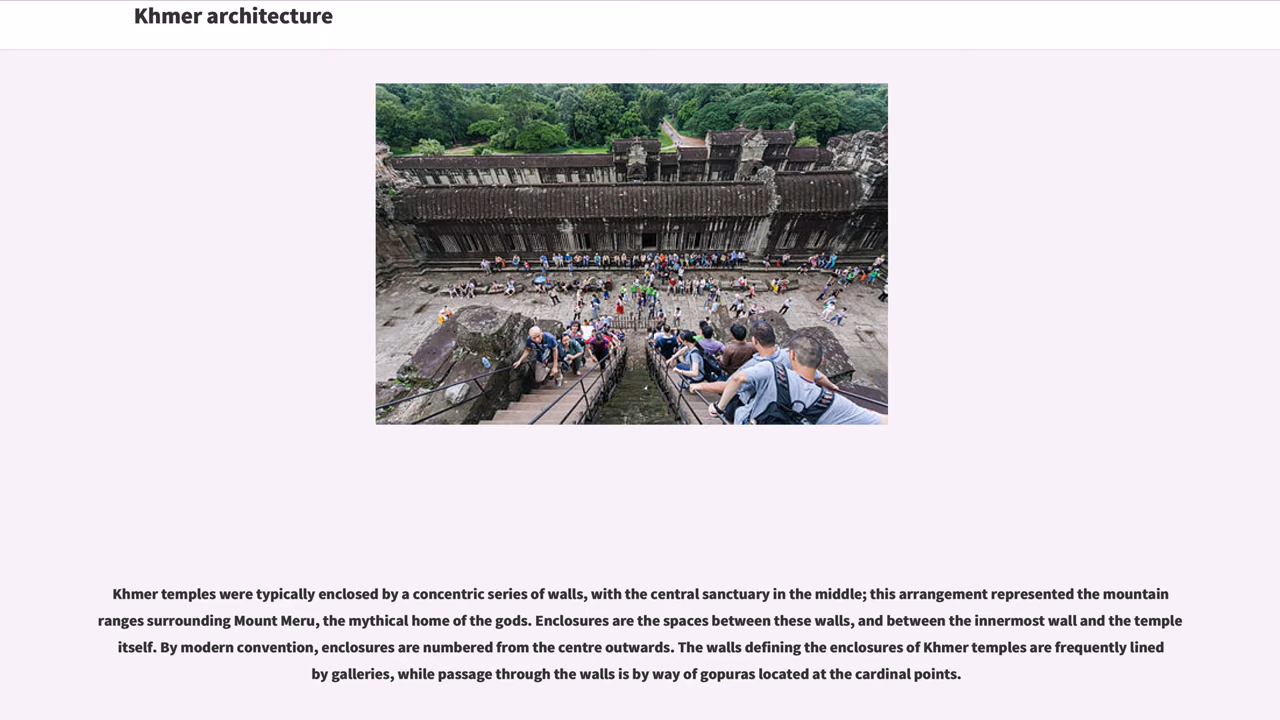 Khmer architecture
Khmer temples were typically enclosed by a concentric series of walls, with the central sanctuary in the middle; this arrangement represented the mountain
ranges surrounding Mount Meru, the mythical home of the gods. Enclosures are the spaces between these walls, and between the innermost wall and the temple
itself. By modern convention, enclosures are numbered from the centre outwards. The walls defining the enclosures of Khmer temples are frequently lined
by galleries, while passage through the walls is by way of gopuras located at the cardinal points.